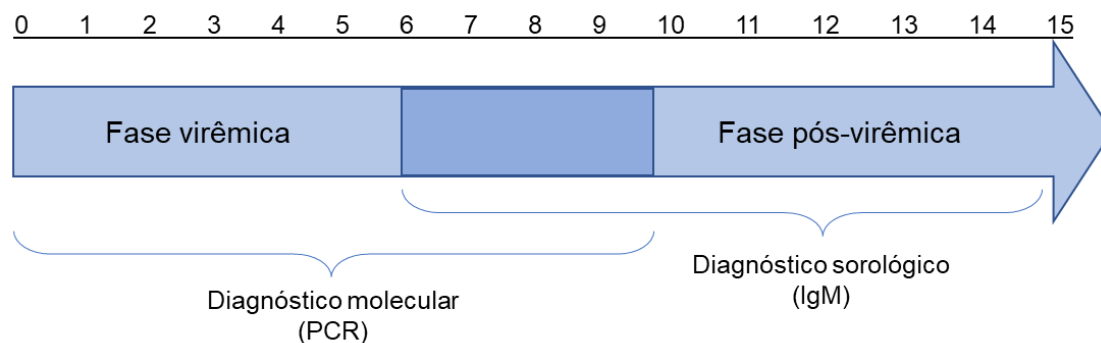 0 1 2 3 4 5 6 7 8 9 10 11 12 13 14 15
Fase virêmica Fase pós-virêmica
Diagnóstico sorológico
(IgM)
Diagnóstico molecular
(PCR)